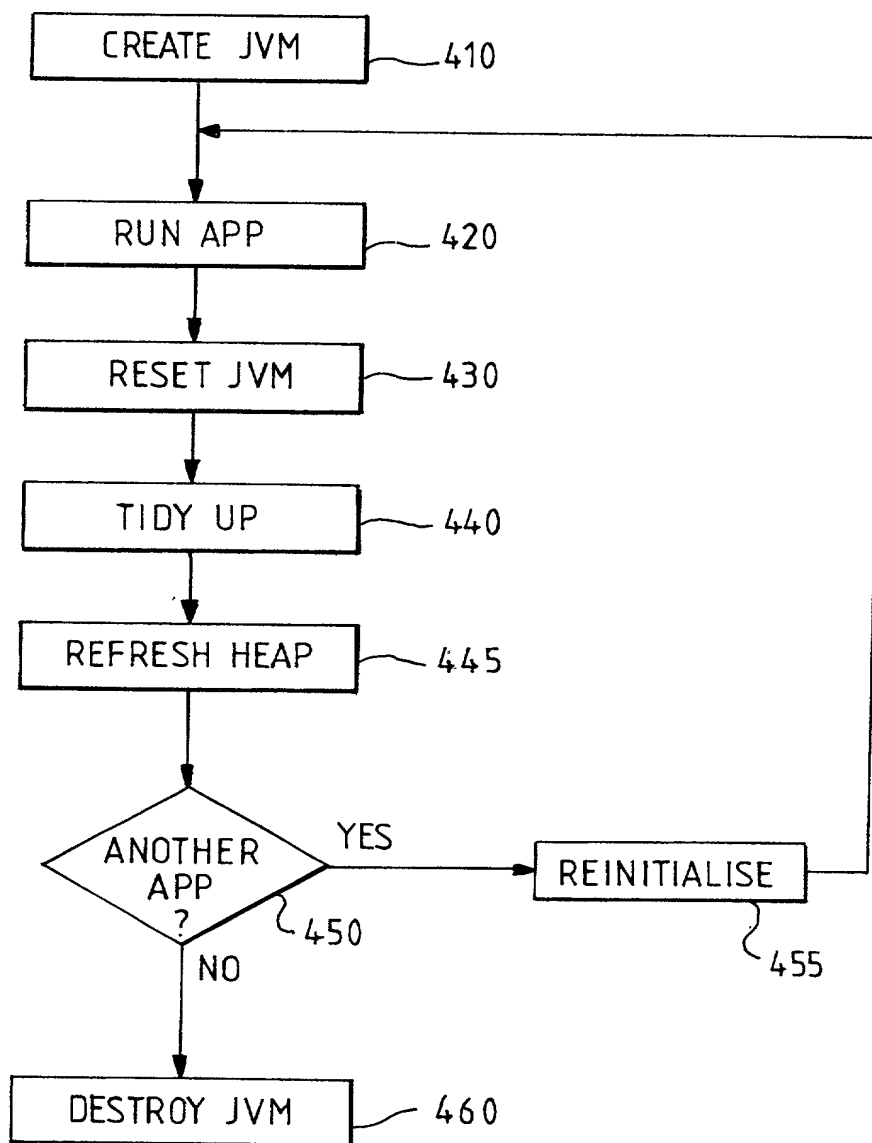 CREATE JVM
410
RUN APP
420
RESET JVM
430
TIDY UP
440
REFRESH HEAP
445
ANOTHER
APP
?
YES
450
NO
REINITIALISE
455
DESTROY JVM
460